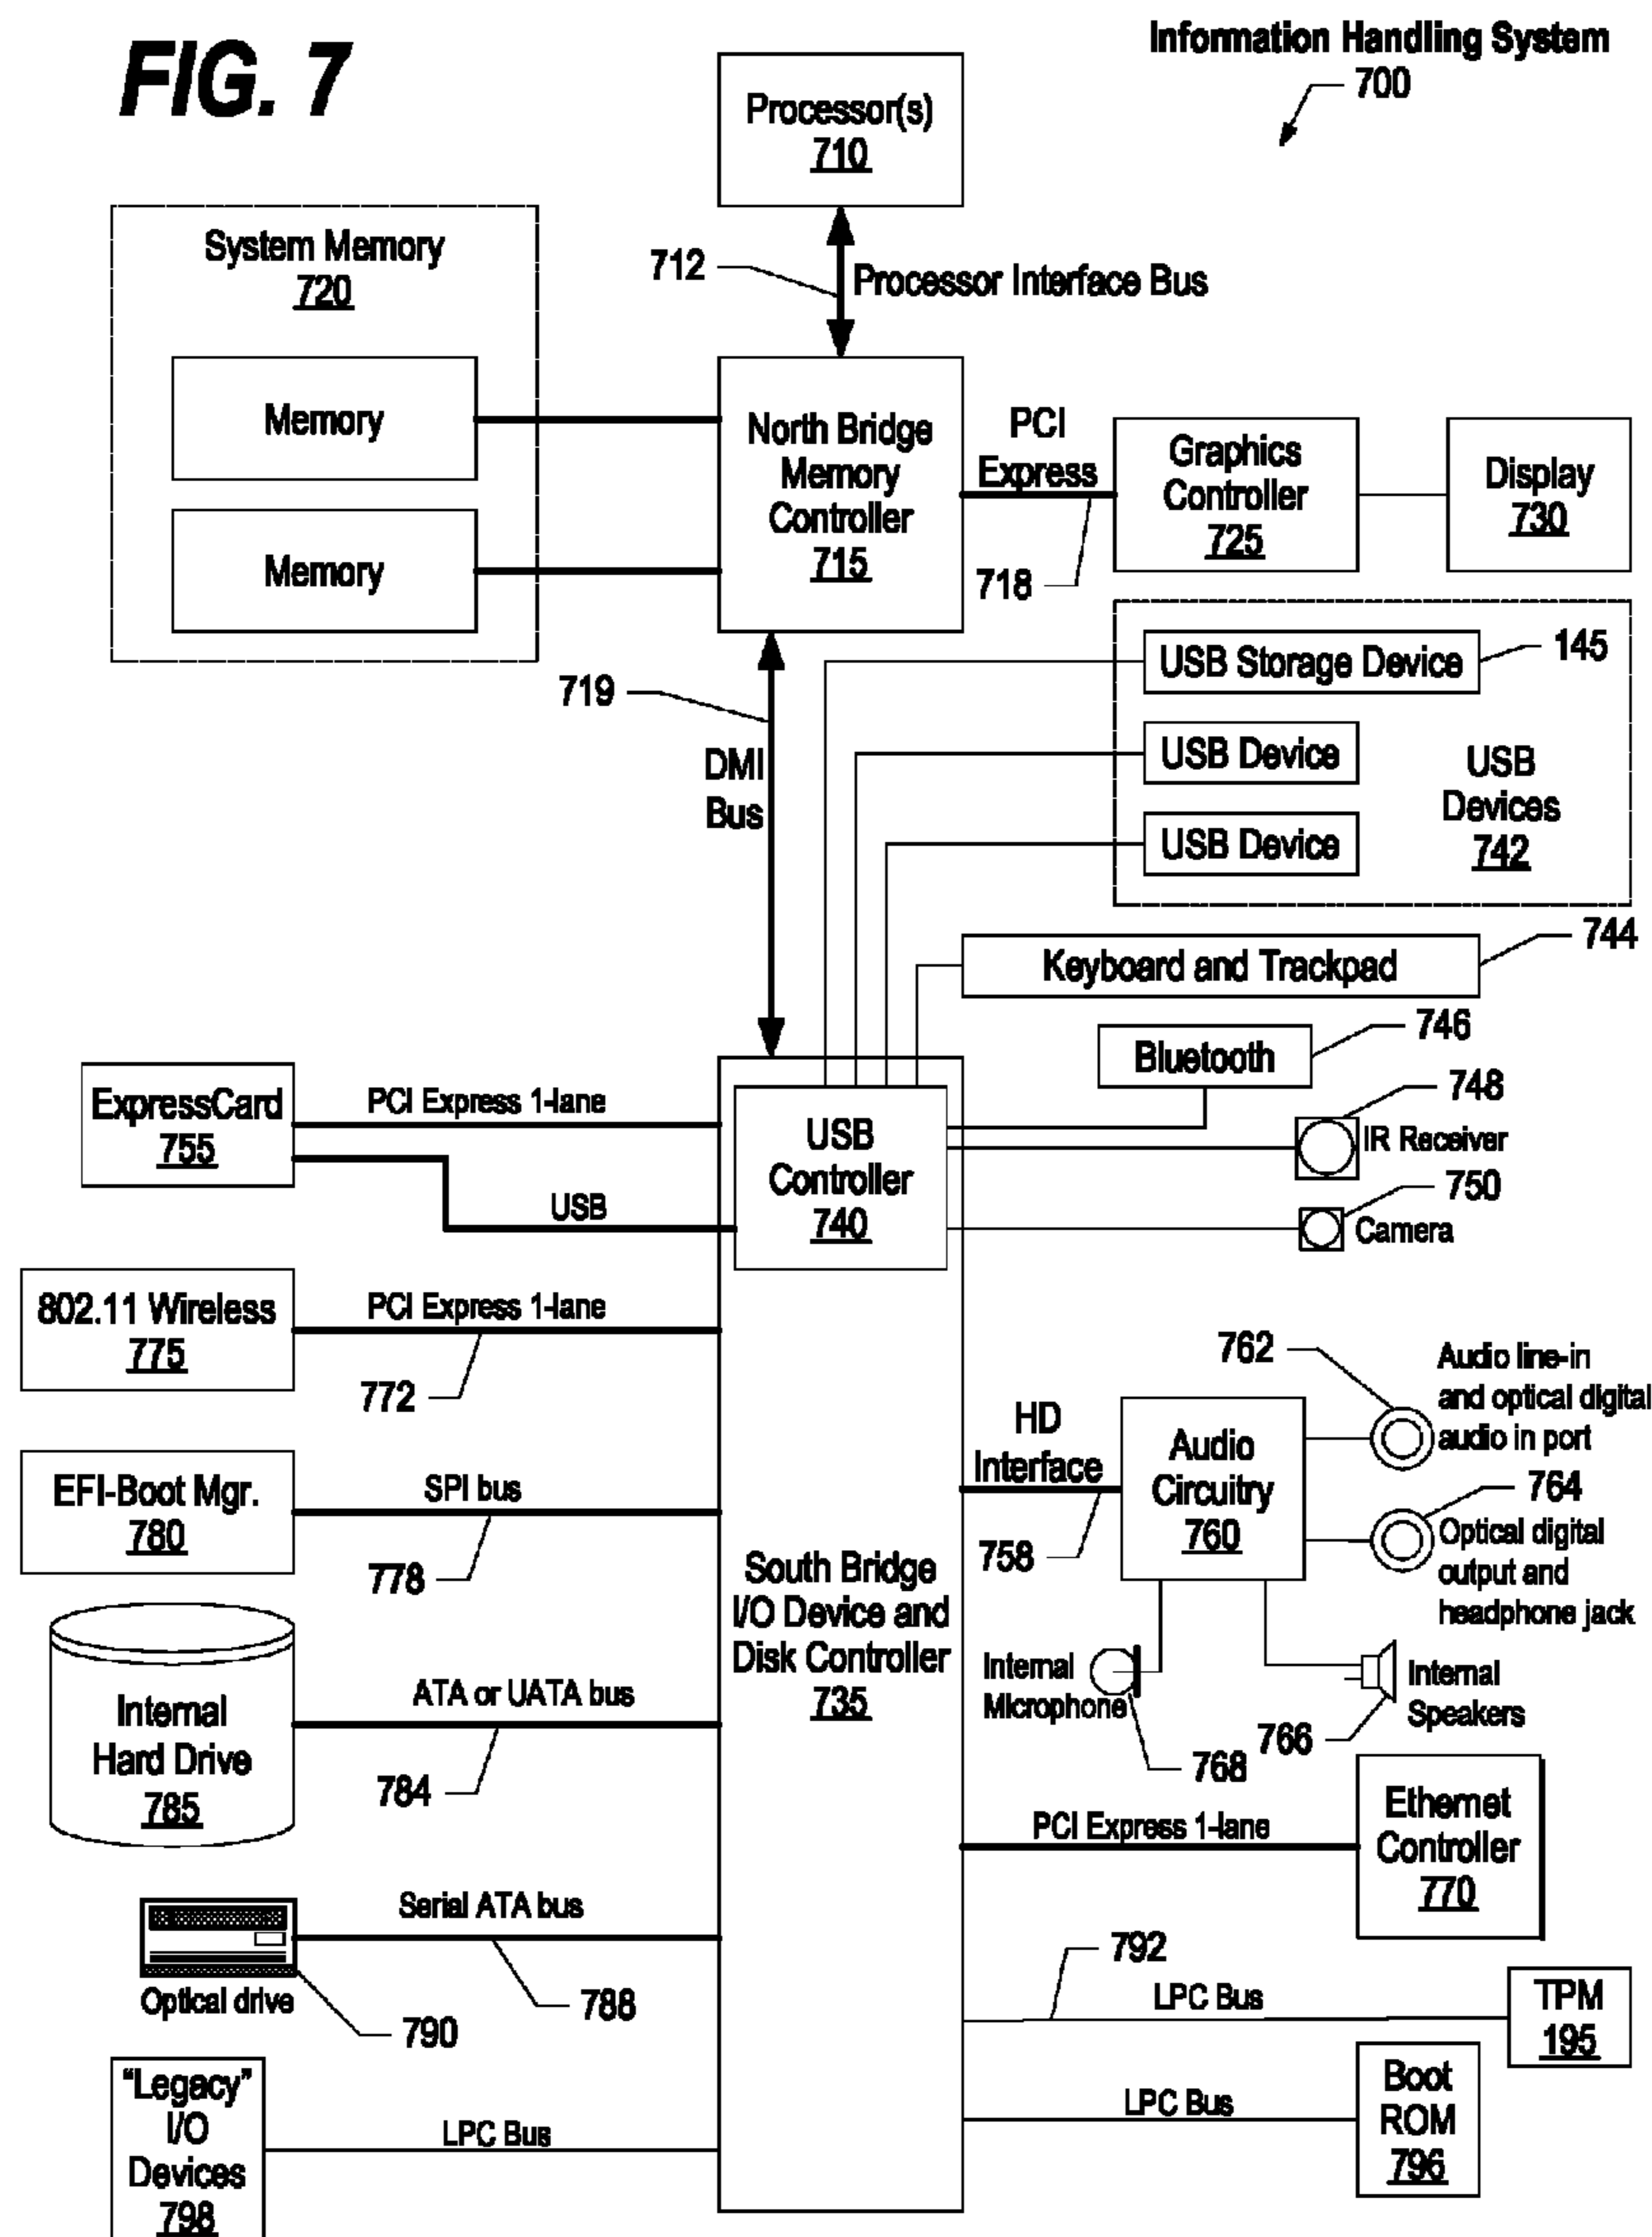 FIG. 7
Information Handling System
700
Processor(s)
710
System Memory
720
712
Processor Interface Bus
Memory
Memory
North Bridge
Memory
Controller
715
PCI
Express
718
Graphics
Controller
725
Display
730
719
DMI
Bus
USB Storage Device
145
USB Device
USB Device
USB
Devices
742
Keyboard and Trackpad
744
Bluetooth
746
748
IR Receiver
750
Camera
ExpressCard
755
PCI Express 1-lane
USB
USB
Controller
740
802.11 Wireless
775
PCI Express 1-lane
772
762
Audio line-in
and optical digital
audio in port
HD
Interface
758
Audio
Circuitry
760
764
Optical digital
output and
headphone jack
EFI-Boot Mgr.
780
SPI bus
778
South Bridge
I/O Device and
Disk Controller
735
Internal
Microphone
768
Internal
Speakers
766
Internal
Hard Drive
785
ATA or UATA bus
784
PCI Express 1-lane
Ethernet
Controller
770
Serial ATA bus
788
Optical drive
790
792
LPC Bus
TPM
195
"Legacy"
I/O
Devices
798
LPC Bus
LPC Bus
Boot
ROM
796